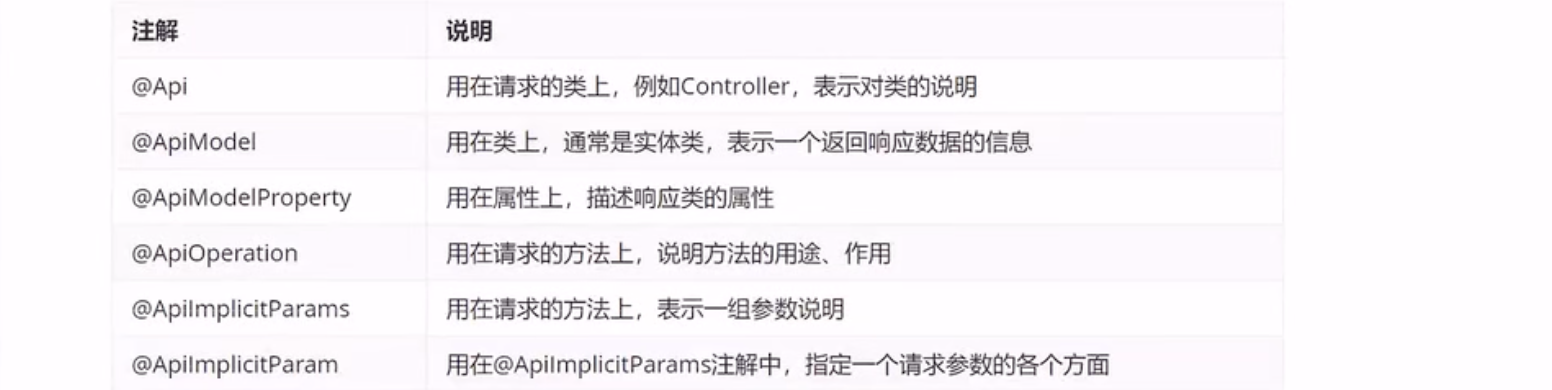 注解 说明
@Api 用在请求的类上，例如Controller，表示对类的说明
@ApiModel 用在类上，通常是实体类，表示一个返回响应数据的信息
@ApiModelProperty 用在属性上，描述响应类的属性
@ApiOperation 用在请求的方法上，说明方法的用途、作用
@ApiImplicitParams 用在请求的方法上，表示一组参数说明
@ApiImplicitParam 用在@ApiImplicitParams注解中，指定一个请求参数的各个方面